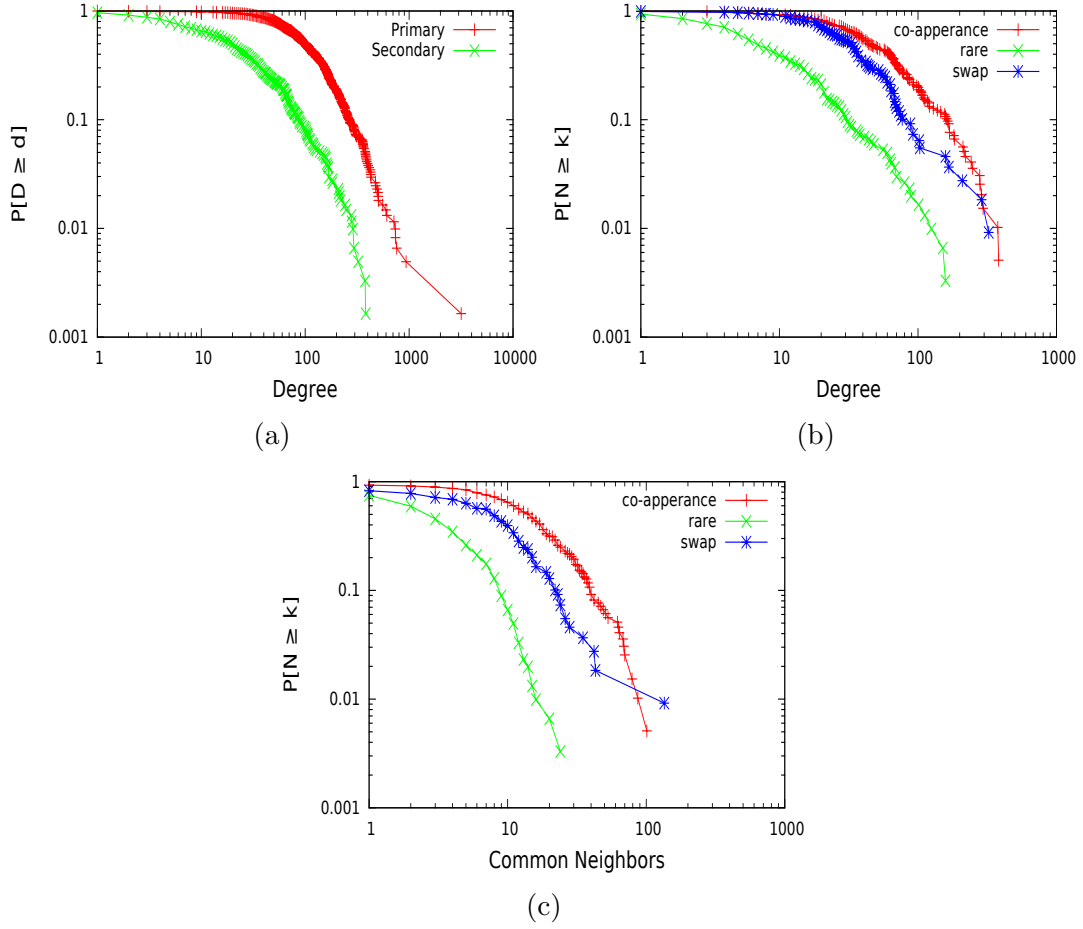 1
0.1
0.01
0.001
1
10
100
1000
10000
P[D ≥ d]
Degree
Primary
Secondary
(a)
1
0.1
0.01
0.001
1
10
100
1000
P[N ≥ k]
Degree
co-apperance
rare
swap
(b)
1
0.1
0.01
0.001
1
10
100
1000
P[N ≥ k]
Common Neighbors
co-apperance
rare
swap
(c)